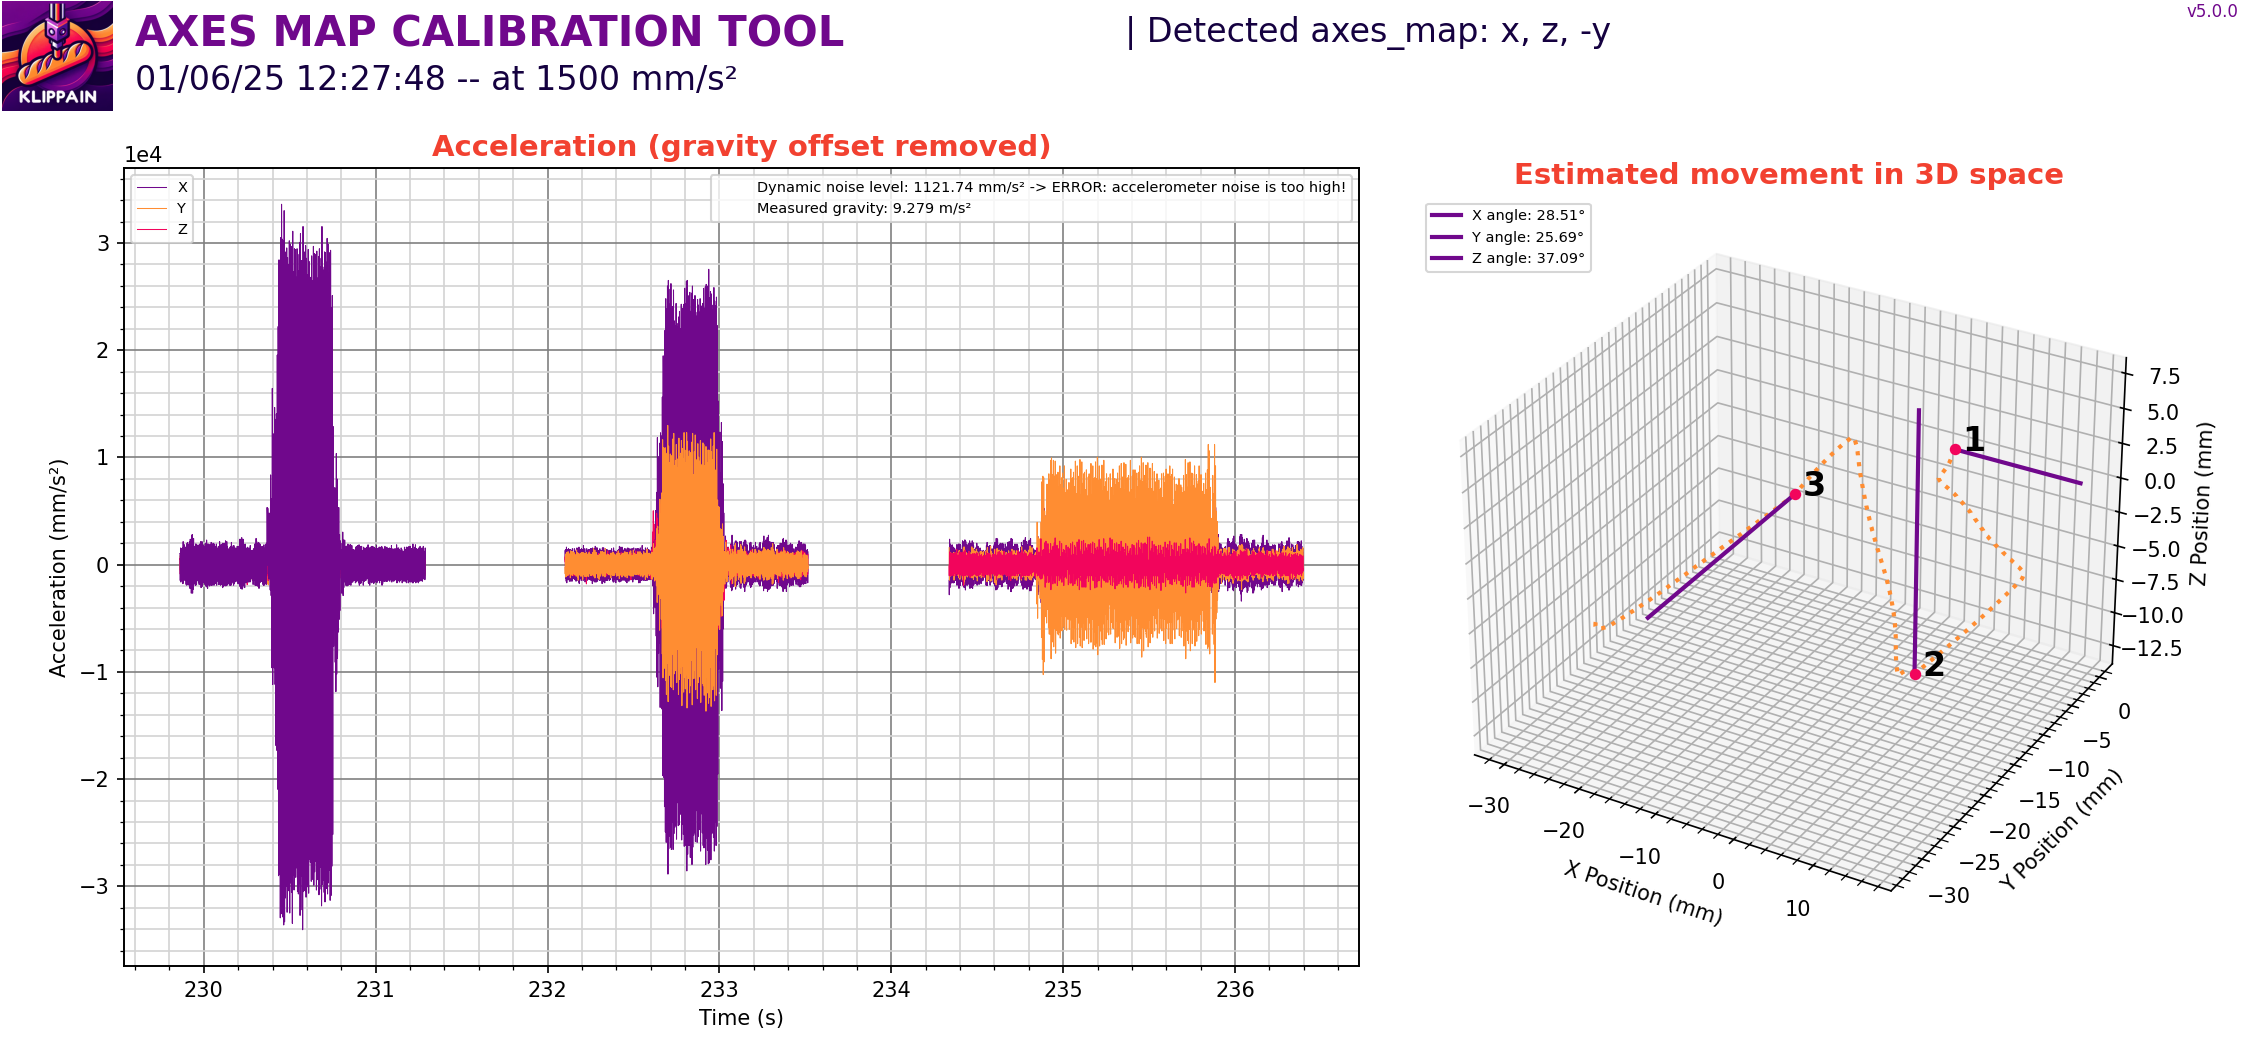 KLIPPAIN
AXES MAP CALIBRATION TOOL
01/06/25 12:27:48 -- at 1500 mm/s²
| Detected axes_map: x, z, -y
v5.0.0
Acceleration (gravity offset removed)
1e4
X
Y
Z
Dynamic noise level: 1121.74 mm/s² -> ERROR: accelerometer noise is too high!
Measured gravity: 9.279 m/s²
Acceleration (mm/s²)
3
2
1
0
−1
−2
−3
230 231 232 233 234 235 236
Time (s)
Estimated movement in 3D space
X angle: 28.51°
Y angle: 25.69°
Z angle: 37.09°
1
2
3
7.5
5.0
2.5
0.0
−2.5
−5.0
−7.5
−10.0
−12.5
Z Position (mm)
0
−5
−10
−15
−20
−25
−30
Y Position (mm)
−30
−20
−10
0
10
X Position (mm)